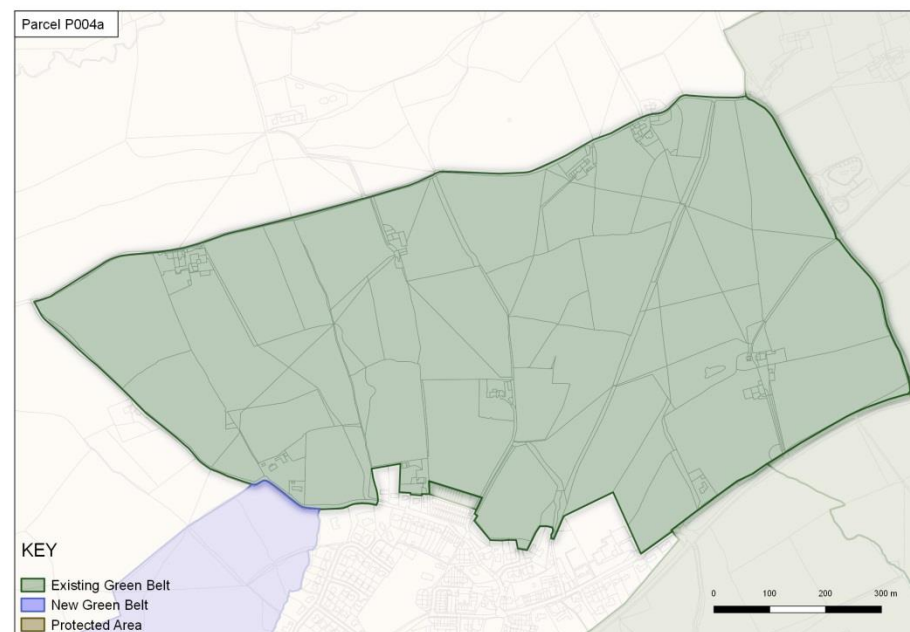 Parcel P004a
KEY
Existing Green Belt
New Green Belt
Protected Area
0 100 200 300 m